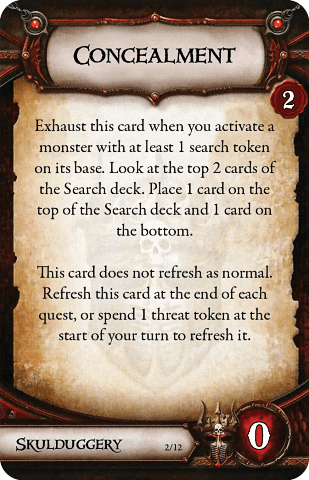 Concealment
2
Exhaust this card when you activate a
monster with at least 1 search token
on its base. Look at the top 2 cards of
the Search deck. Place 1 card on the
top of the Search deck and 1 card on
the bottom.
This card does not refresh as normal.
Refresh this card at the end of each
quest, or spend 1 threat token at the
start of your turn to refresh it.
Skulduggery
2/12
0